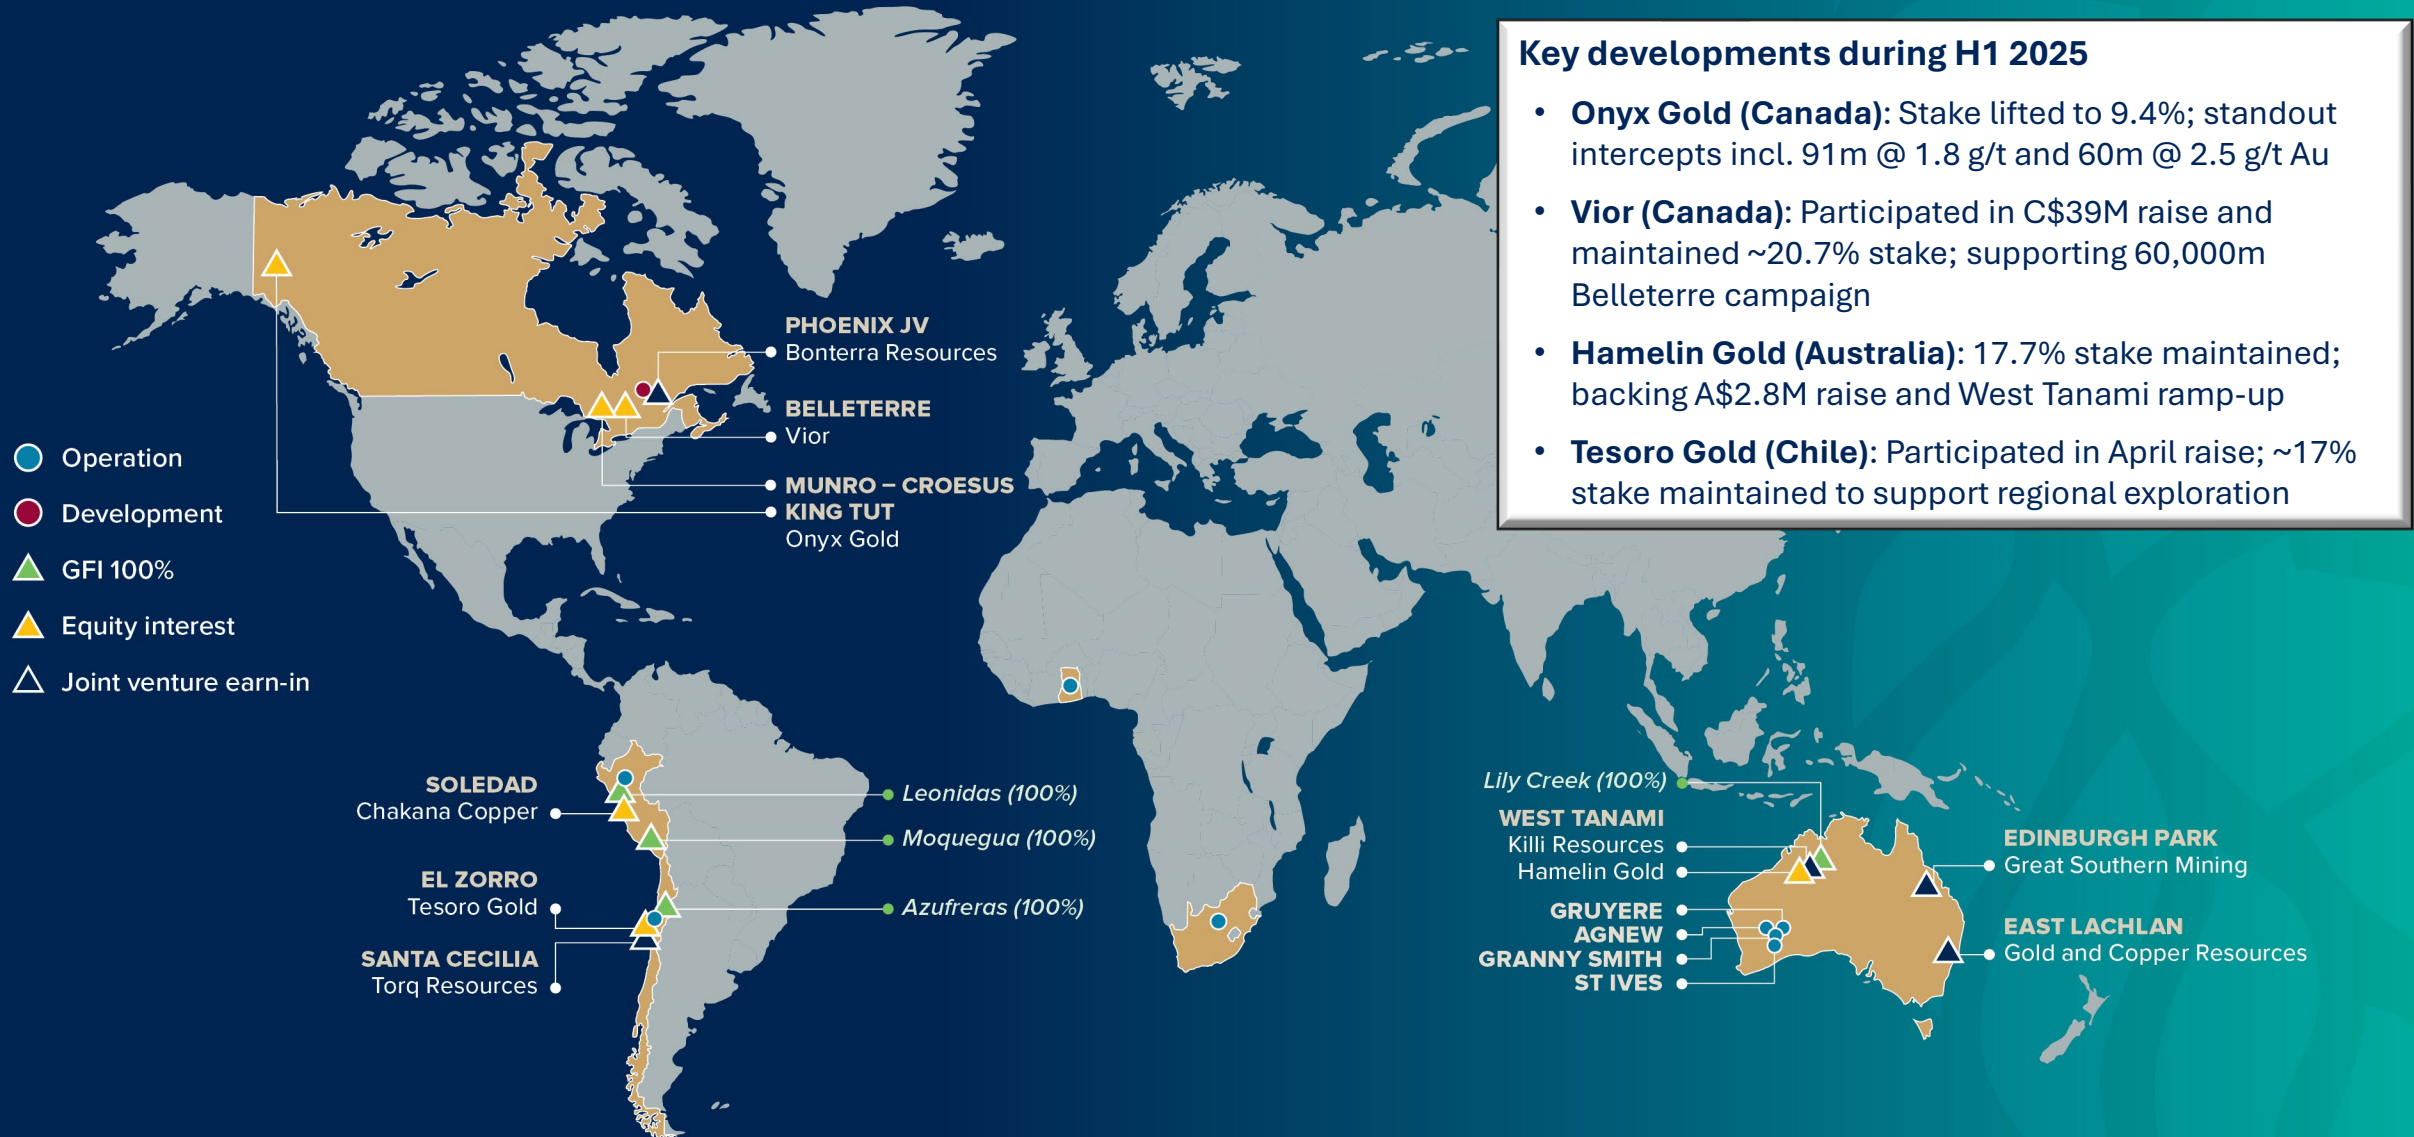 Key developments during H1 2025
• Onyx Gold (Canada): Stake lifted to 9.4%; standout
intercepts incl. 91m @ 1.8 g/t and 60m @ 2.5 g/t Au
• Vior (Canada): Participated in C$39M raise and
maintained ~20.7% stake; supporting 60,000m
Belleterre campaign
• Hamelin Gold (Australia): 17.7% stake maintained;
backing A$2.8M raise and West Tanami ramp-up
• Tesoro Gold (Chile): Participated in April raise; ~17%
stake maintained to support regional exploration
PHOENIX JV
Bonterra Resources
BELLETERRE
Vior
MUNRO – CROESUS
KING TUT
Onyx Gold
Operation
Development
GFI 100%
Equity interest
Joint venture earn-in
SOLEDAD
Chakana Copper
EL ZORRO
Tesoro Gold
SANTA CECILIA
Torq Resources
Leonidas (100%)
Moquegua (100%)
Azufreras (100%)
Lily Creek (100%)
WEST TANAMI
Killi Resources
Hamelin Gold
GRUYERE
AGNEW
GRANNY SMITH
ST IVES
EDINBURGH PARK
Great Southern Mining
EAST LACHLAN
Gold and Copper Resources